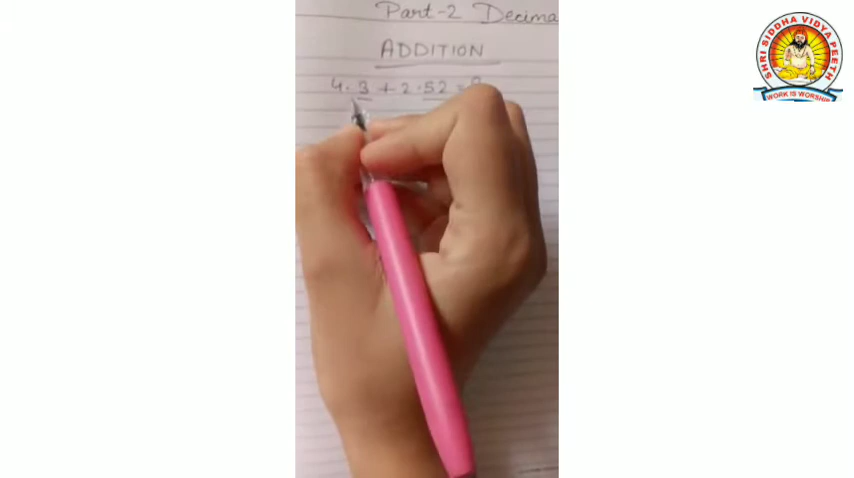 Part-2 Decima
ADDITION
4.3 + 2.52 = ?
SHRI SIDDHA VIDYA PEETH
WORK IS WORSHIP